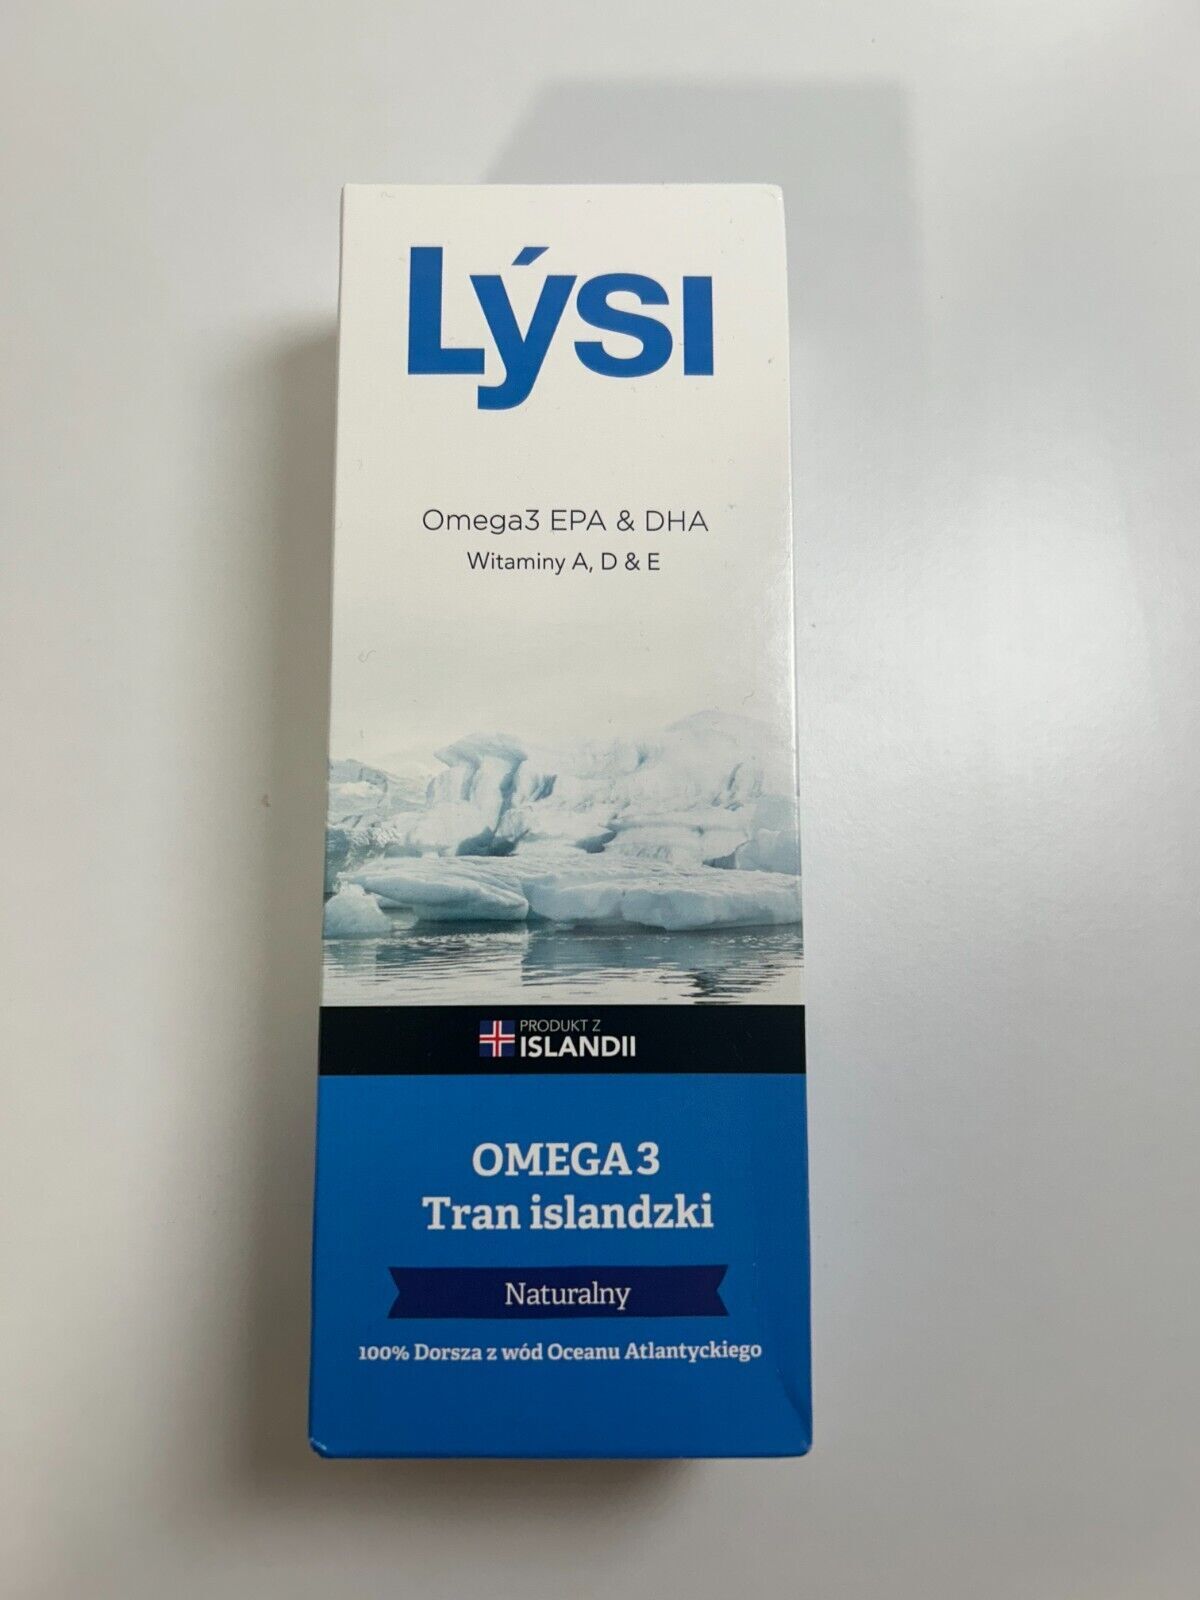 Lýsi
Omega3 EPA & DHA
Witaminy A, D & E
PRODUKT Z
ISLANDII
OMEGA 3
Tran islandzki
Naturalny
100% Dorsza z wód Oceanu Atlantyckiego